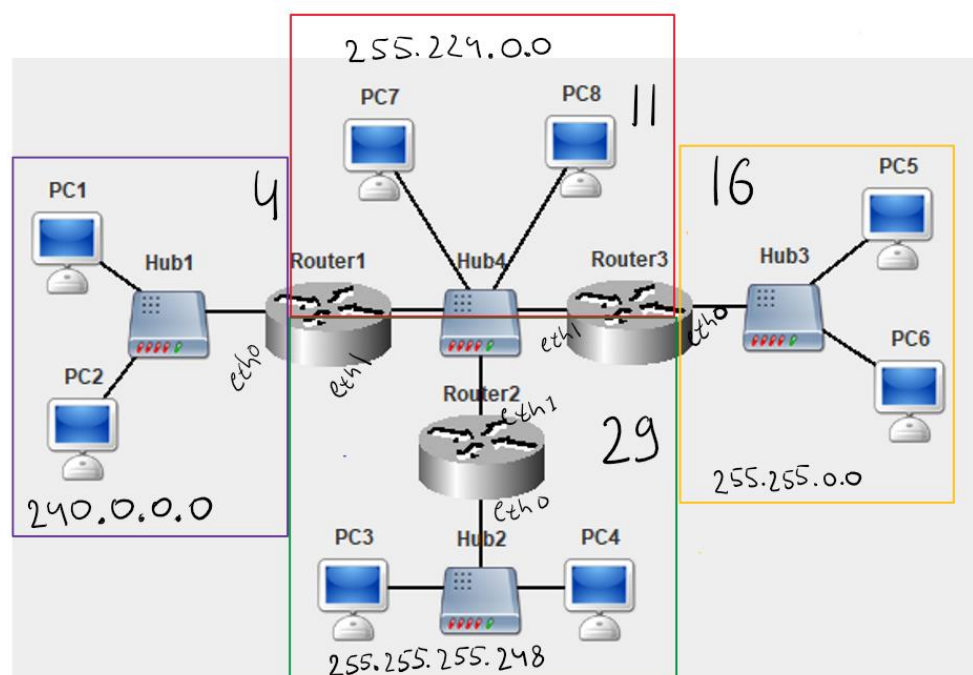 255.224.0.0
PC7
PC8
11
PC1
4
16
PC5
Hub1
Router1
Hub4
Router3
Hub3
eth0
eth1
eth1
eth0
PC2
PC6
Router2
eth1
29
240.0.0.0
eth0
255.255.0.0
PC3
Hub2
PC4
255.255.255.248